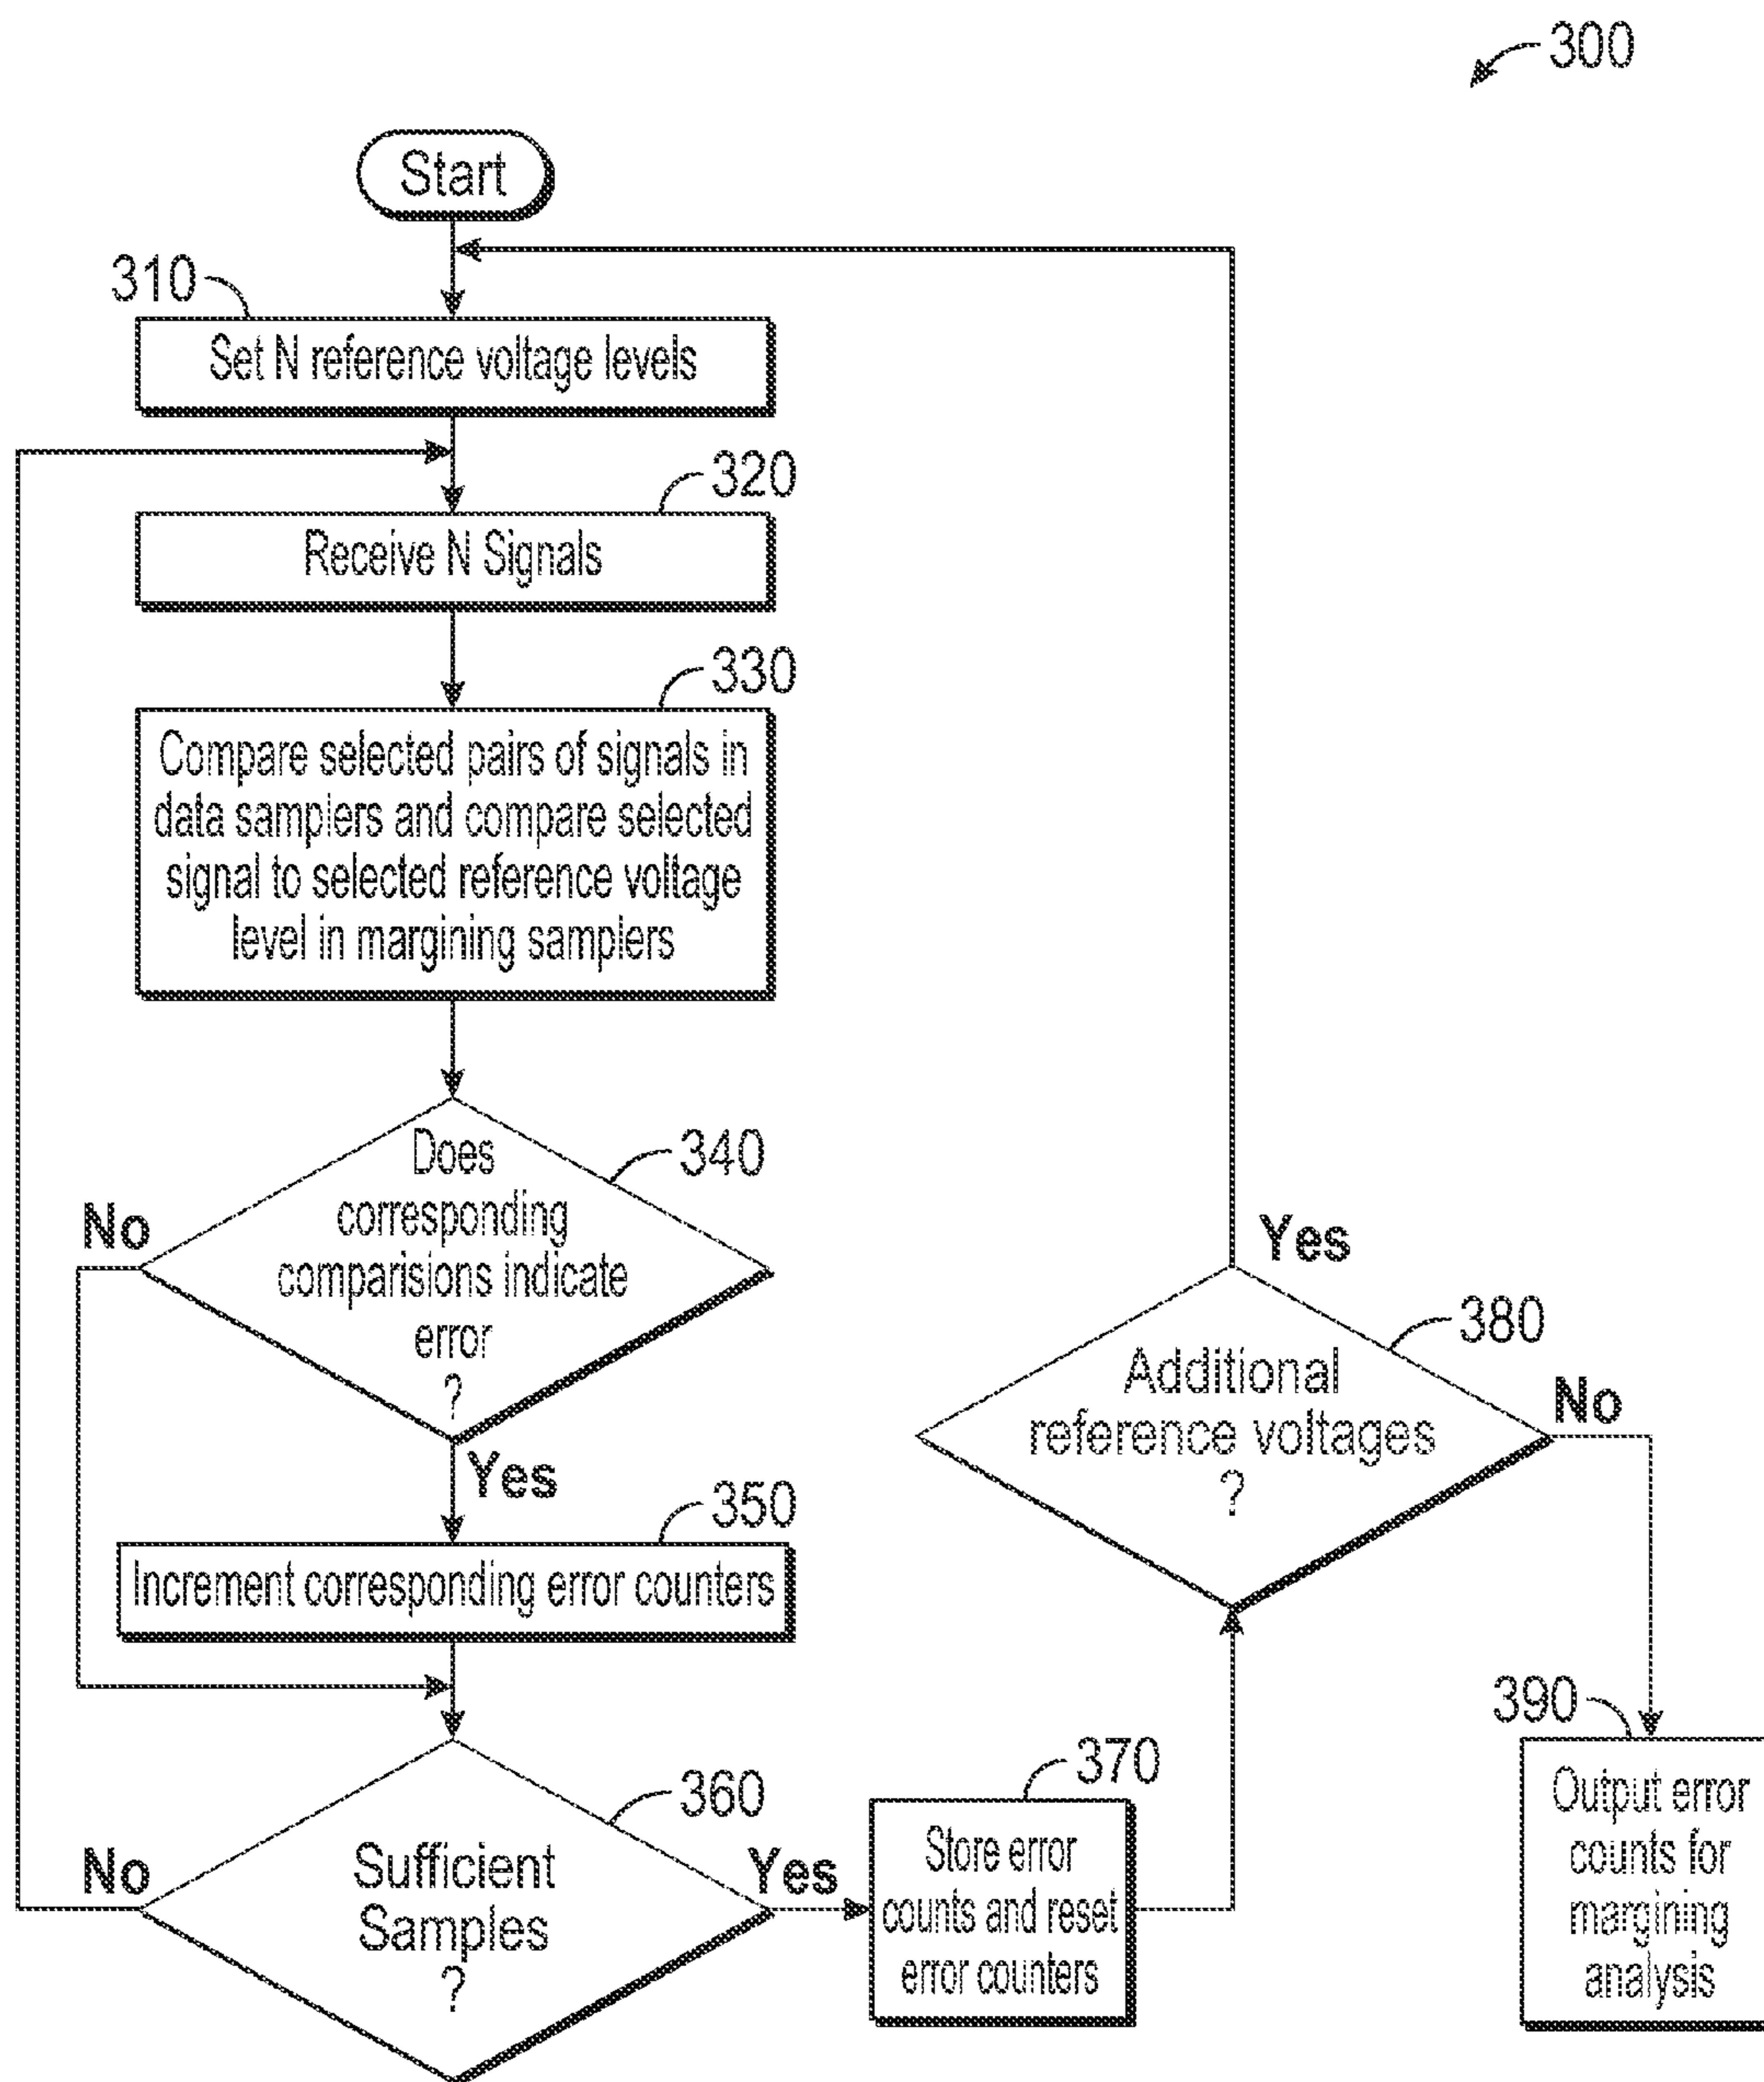 300
Start
310
Set N reference voltage levels
320
Receive N Signals
330
Compare selected pairs of signals in
data samplers and compare selected
signal to selected reference voltage
level in margining samplers
340
Does
corresponding
comparisions indicate
error
?
No
Yes
350
Increment corresponding error counters
360
Sufficient
Samples
?
No
Yes
370
Store error
counts and reset
error counters
380
Additional
reference voltages
?
Yes
No
390
Output error
counts for
margining
analysis